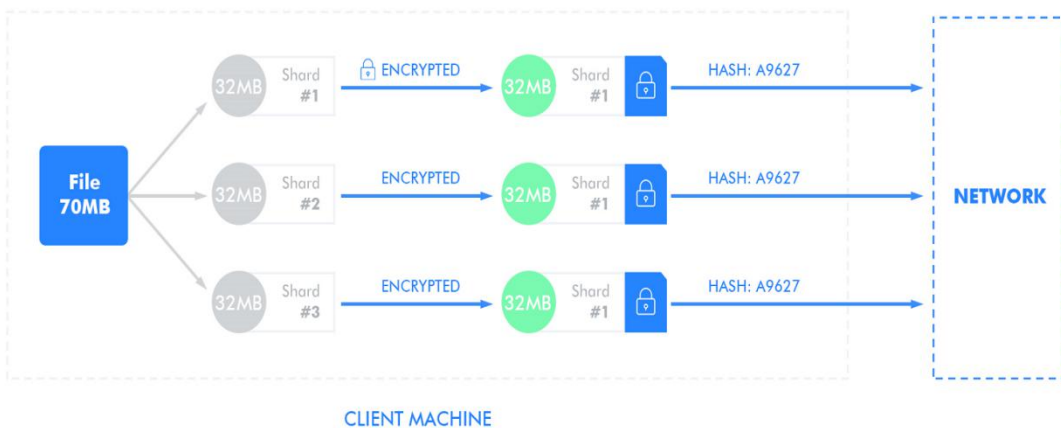 32MB Shard #1 ENCRYPTED 32MB Shard #1 HASH: A9627
File 70MB
32MB Shard #2 ENCRYPTED 32MB Shard #1 HASH: A9627
NETWORK
32MB Shard #3 ENCRYPTED 32MB Shard #1 HASH: A9627
CLIENT MACHINE